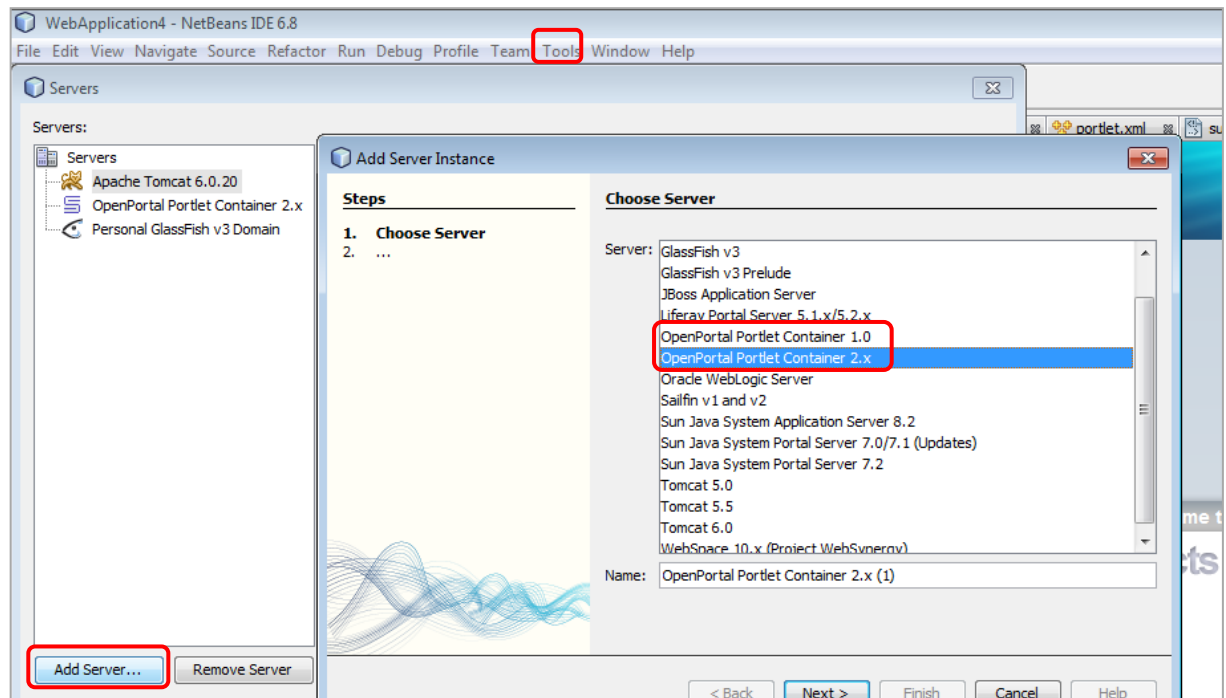 WebApplication4 - NetBeans IDE 6.8
File Edit View Navigate Source Refactor Run Debug Profile Team Tools Window Help
Servers
portlet.xml
su
Servers:
Servers
Apache Tomcat 6.0.20
OpenPortal Portlet Container 2.x
Personal GlassFish v3 Domain
Add Server...
Remove Server
Add Server Instance
Steps
1. Choose Server
2. ...
Choose Server
Server:
GlassFish v3
GlassFish v3 Prelude
JBoss Application Server
Liferay Portal Server 5.1.x/5.2.x
OpenPortal Portlet Container 1.0
OpenPortal Portlet Container 2.x
Oracle WebLogic Server
Sailfin v1 and v2
Sun Java System Application Server 8.2
Sun Java System Portal Server 7.0/7.1 (Updates)
Sun Java System Portal Server 7.2
Tomcat 5.0
Tomcat 5.5
Tomcat 6.0
WebSpace 10.x (Project WebSynergy)
Name: OpenPortal Portlet Container 2.x (1)
< Back Next > Finish Cancel Help
me t
cts